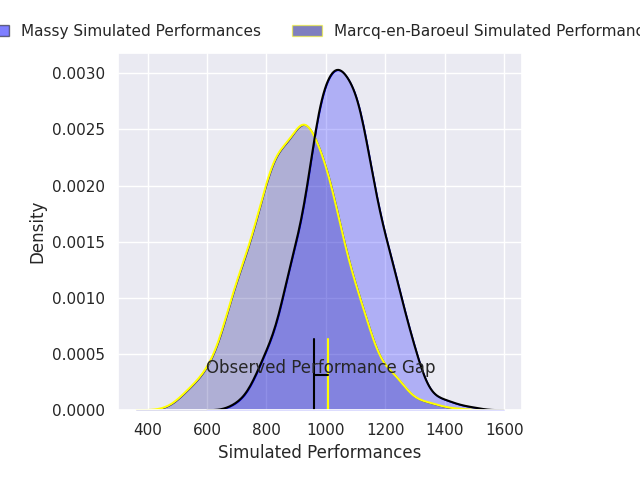 Massy Simulated Performances
Marcq-en-Baroeul Simulated
0.0030
0.0025
0.0020
0.0015
0.0010
0.0005
0.0000
Density
Observed Performance Gap
400 600 800 1000 1200 1400 1600
Simulated Performances